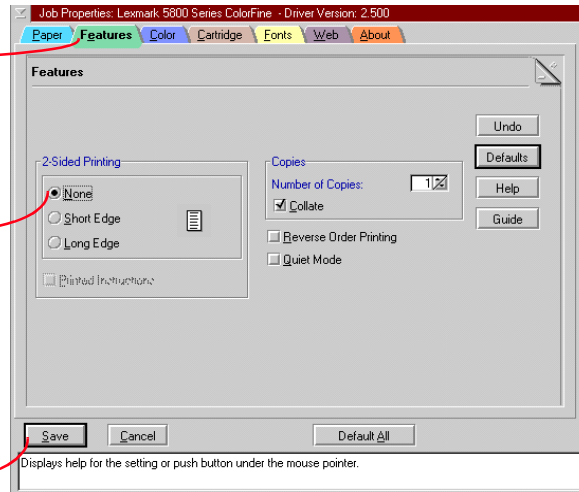 Job Properties: Lexmark 5800 Series ColorFine - Driver Version: 2.500
Paper Features Color Cartridge Fonts Web About
Features
Undo
Defaults
Help
Guide
2-Sided Printing
None
Short Edge
Long Edge
Printed Instructions
Copies
Number of Copies: 1
Collate
Reverse Order Printing
Quiet Mode
Save Cancel Default All
Displays help for the setting or push button under the mouse pointer.